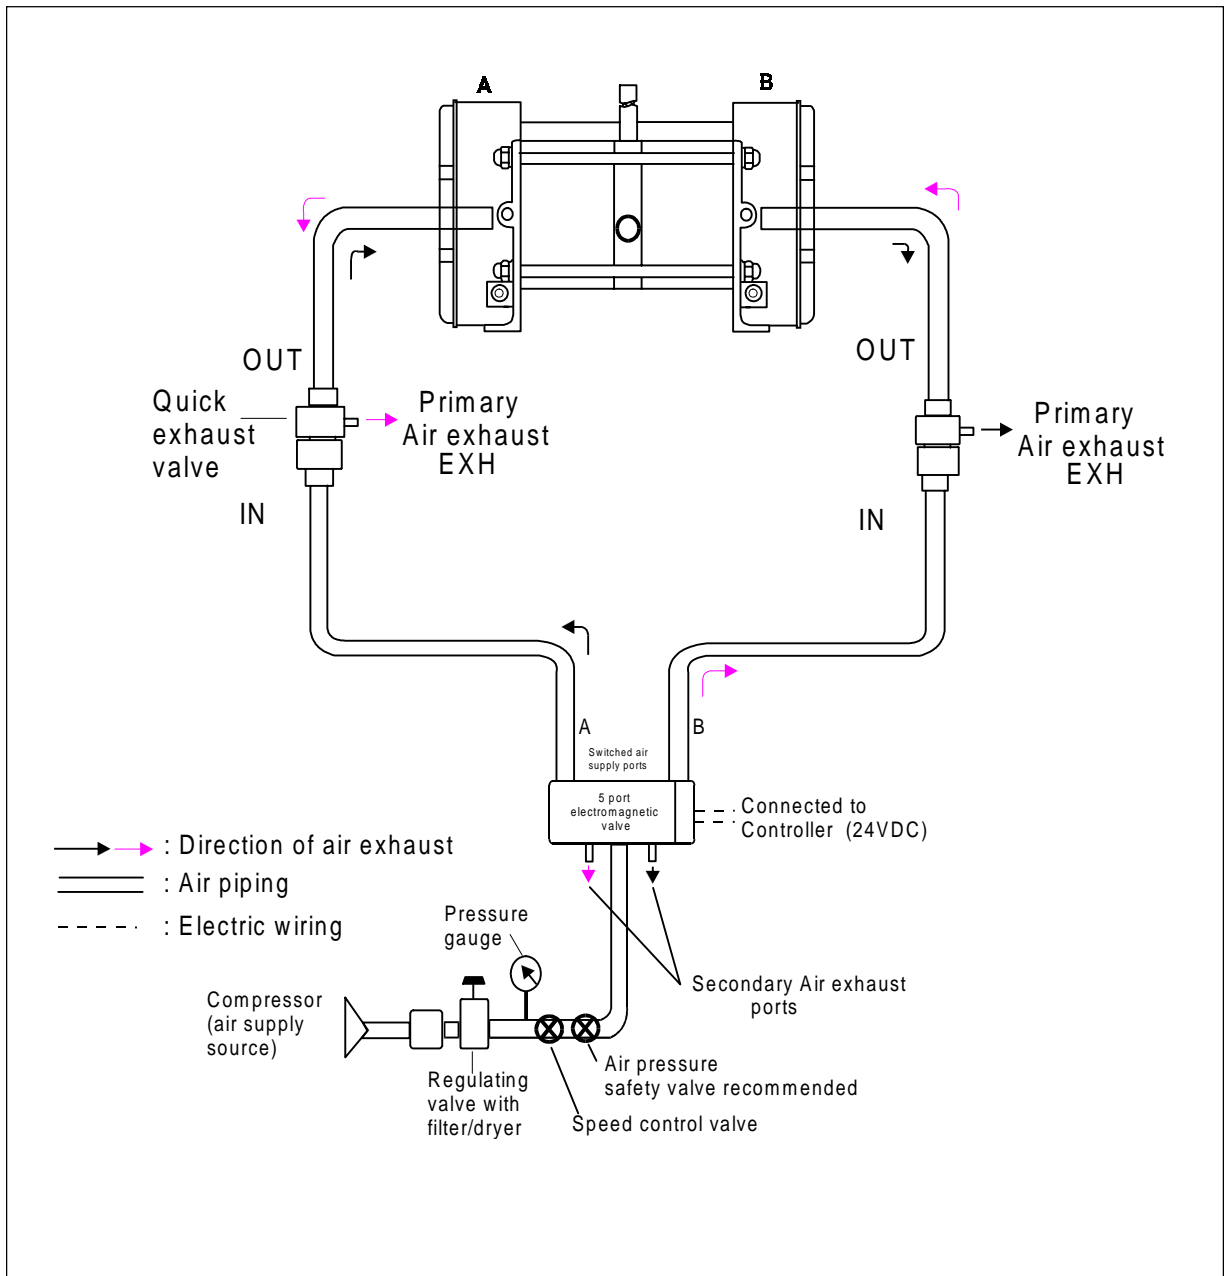 A
B
OUT
OUT
Quick
exhaust
valve
Primary
Air exhaust
EXH
Primary
Air exhaust
EXH
IN
IN
A
B
Switched air
supply ports
5 port
electromagnetic
valve
Connected to
Controller (24VDC)
: Direction of air exhaust
: Air piping
: Electric wiring
Pressure
gauge
Secondary Air exhaust
ports
Compressor
(air supply
source)
Air pressure
safety valve recommended
Regulating
valve with
filter/dryer
Speed control valve